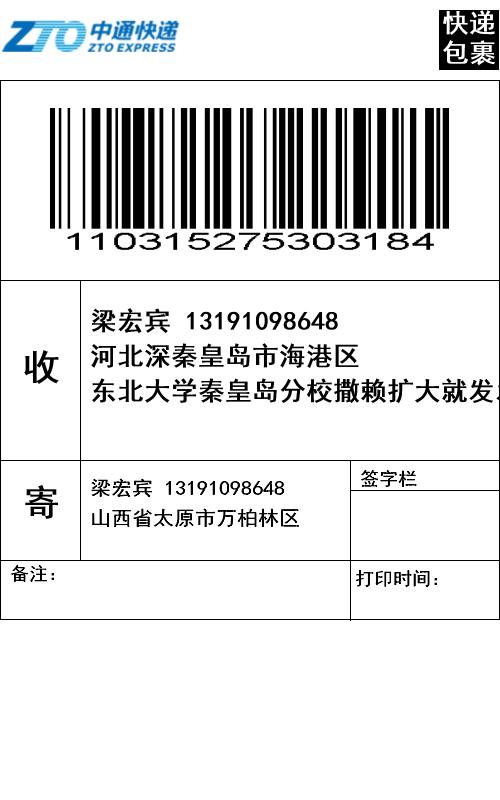 ZTO 中通快递
ZTO EXPRESS
快递
包裹
110315275303184
收
梁宏宾 13191098648
河北深秦皇岛市海港区
东北大学秦皇岛分校撒赖扩大就发
寄
梁宏宾 13191098648
山西省太原市万柏林区
签字栏
备注：
打印时间：